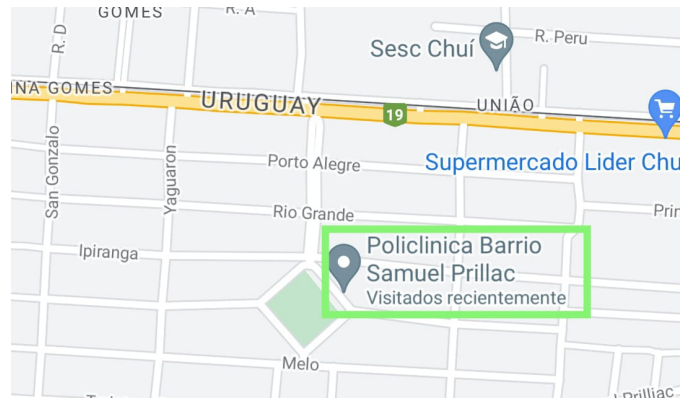 GOMES
R. A
R. D
Sesc Chuí
R. Peru
NA GOMES
URUGUAY
19
UNIÃO
San Gonzalo
Yaguaron
Porto Alegre
Supermercado Lider Chu
Rio Grande
Prin
Ipiranga
Policlinica Barrio
Samuel Prillac
Visitados recientemente
Melo
Prilliac